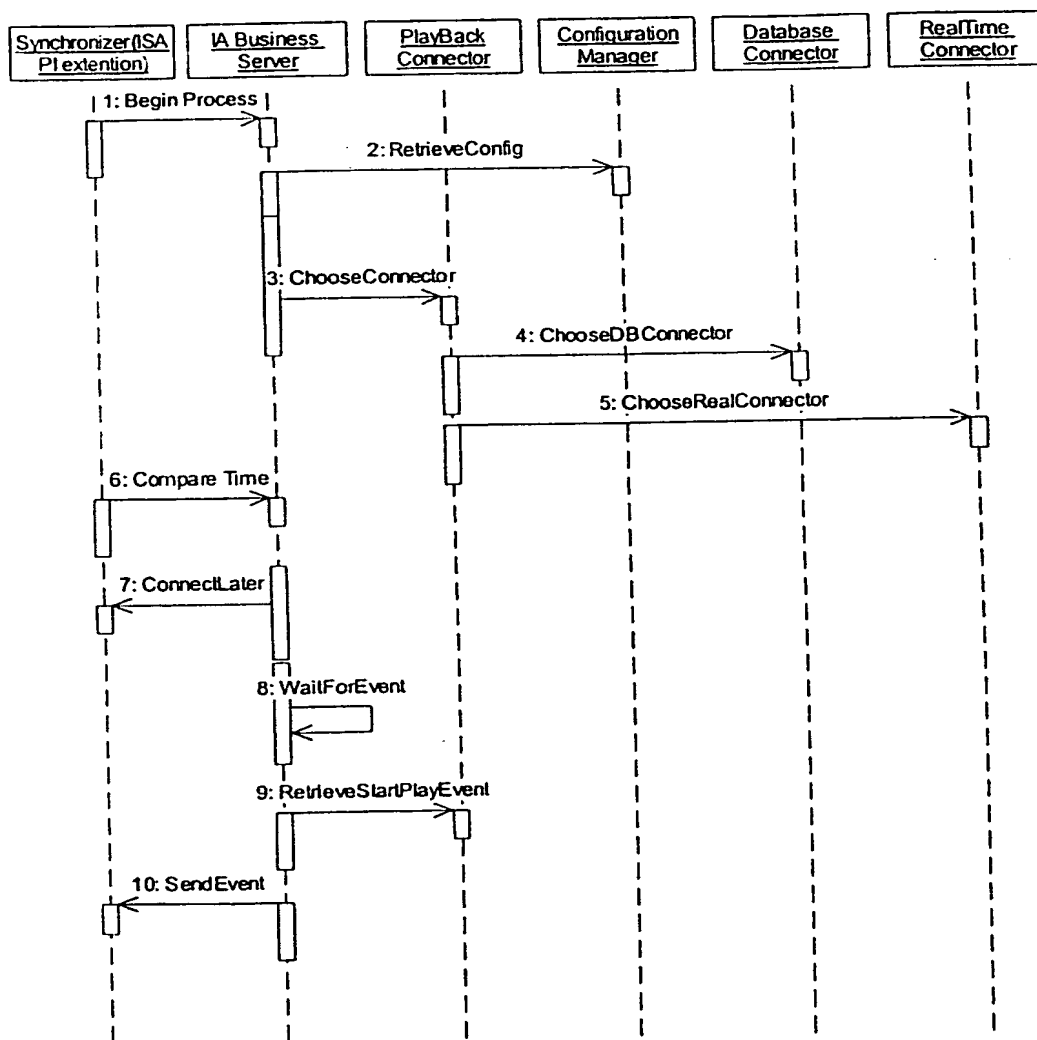 Synchronizer(ISA
PI extention)
IA Business
Server
PlayBack
Connector
Configuration
Manager
Database
Connector
RealTime
Connector
1: Begin Process
2: RetrieveConfig
3: ChooseConnector
4: ChooseDBConnector
5: ChooseRealConnector
6: Compare Time
7: ConnectLater
8: WaitForEvent
9: RetrieveStartPlayEvent
10: SendEvent